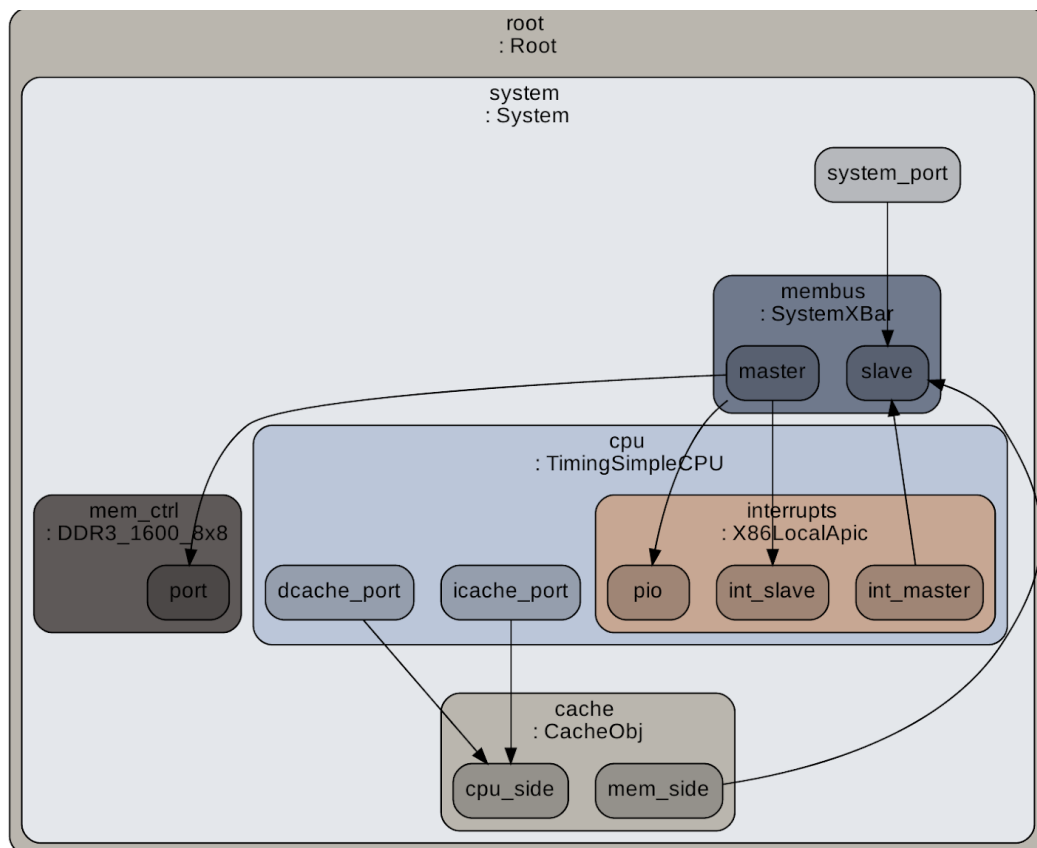 root
: Root
system
: System
system_port
membus
: SystemXBar
master
slave
cpu
: TimingSimpleCPU
mem_ctrl
: DDR3_1600_8x8
port
dcache_port
icache_port
interrupts
: X86LocalApic
pio
int_slave
int_master
cache
: CacheObj
cpu_side
mem_side